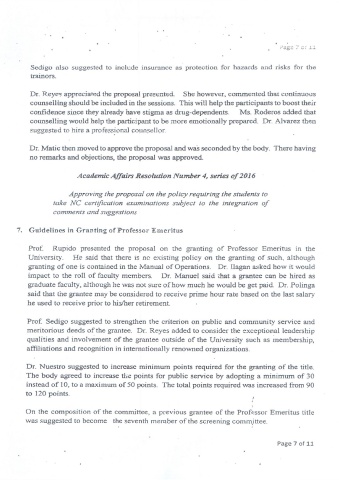 Page 7 of 11
Sedigo also suggested to include insurance as protection for hazards and risks for the
trainors.
Dr. Reyes appreciated the proposal presented. She however, commented that continuous
counselling should be included in the sessions. This will help the participants to boost their
confidence since they already have stigma as drug-dependents. Ms. Roderos added that
counselling would help the participant to be more emotionally prepared. Dr. Alvarez then
suggested to hire a professional counsellor.
Dr. Matic then moved to approve the proposal and was seconded by the body. There having
no remarks and objections, the proposal was approved.
Academic Affairs Resolution Number 4, series of 2016
Approving the proposal on the policy requiring the students to
take NC certification examinations subject to the integration of
comments and suggestions
7. Guidelines in Granting of Professor Emeritus
Prof. Rupido presented the proposal on the granting of Professor Emeritus in the
University. He said that there is no existing policy on the granting of such, although
granting of one is contained in the Manual of Operations. Dr. Ilagan asked how it would
impact to the roll of faculty members. Dr. Manuel said that a grantee can be hired as
graduate faculty, although he was not sure of how much he would be get paid. Dr. Polinga
said that the grantee may be considered to receive prime hour rate based on the last salary
he used to receive prior to his/her retirement.
Prof. Sedigo suggested to strengthen the criterion on public and community service and
meritorious deeds of the grantee. Dr. Reyes added to consider the exceptional leadership
qualities and involvement of the grantee outside of the University such as membership,
affiliations and recognition in internationally renowned organizations.
Dr. Nuestro suggested to increase minimum points required for the granting of the title.
The body agreed to increase the points for public service by adopting a minimum of 30
instead of 10, to a maximum of 50 points. The total points required was increased from 90
to 120 points.
On the composition of the committee, a previous grantee of the Professor Emeritus title
was suggested to become the seventh member of the screening committee.
Page 7 of 11